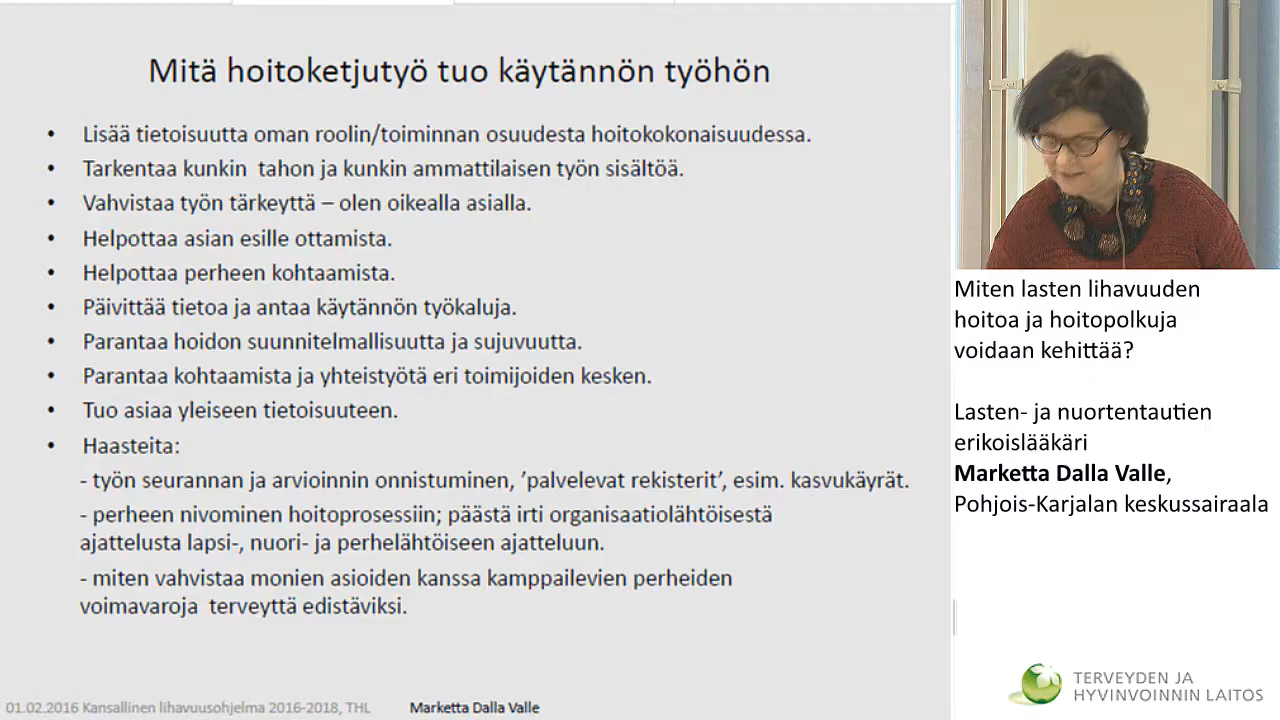 Mitä hoitoketjutyö tuo käytännön työhön
• Lisää tietoisuutta oman roolin/toiminnan osuudesta hoitokokonaisuudessa.
• Tarkentaa kunkin tahon ja kunkin ammattilaisen työn sisältöä.
• Vahvistaa työn tärkeyttä – olen oikealla asialla.
• Helpottaa asian esille ottamista.
• Helpottaa perheen kohtaamista.
• Päivittää tietoa ja antaa käytännön työkaluja.
• Parantaa hoidon suunnitelmallisuutta ja sujuvuutta.
• Parantaa kohtaamista ja yhteistyötä eri toimijoiden kesken.
• Tuo asiaa yleiseen tietoisuuteen.
• Haasteita:
- työn seurannan ja arvioinnin onnistuminen, ’palvelevat rekisterit’, esim. kasvukäyrät.
- perheen nivominen hoitoprosessiin; päästä irti organisaatiolähtöisestä
ajattelusta lapsi-, nuori- ja perhelähtöiseen ajatteluun.
- miten vahvistaa monien asioiden kanssa kamppailevien perheiden
voimavaroja terveyttä edistäviksi.
01.02.2016 Kansallinen lihavuusohjelma 2016-2018, THL
Marketta Dalla Valle
Miten lasten lihavuuden
hoitoa ja hoitopolkuja
voidaan kehittää?
Lasten- ja nuortentautien
erikoislääkäri
Marketta Dalla Valle,
Pohjois-Karjalan keskussairaala
TERVEYDEN JA
HYVINVOINNIN LAITOS